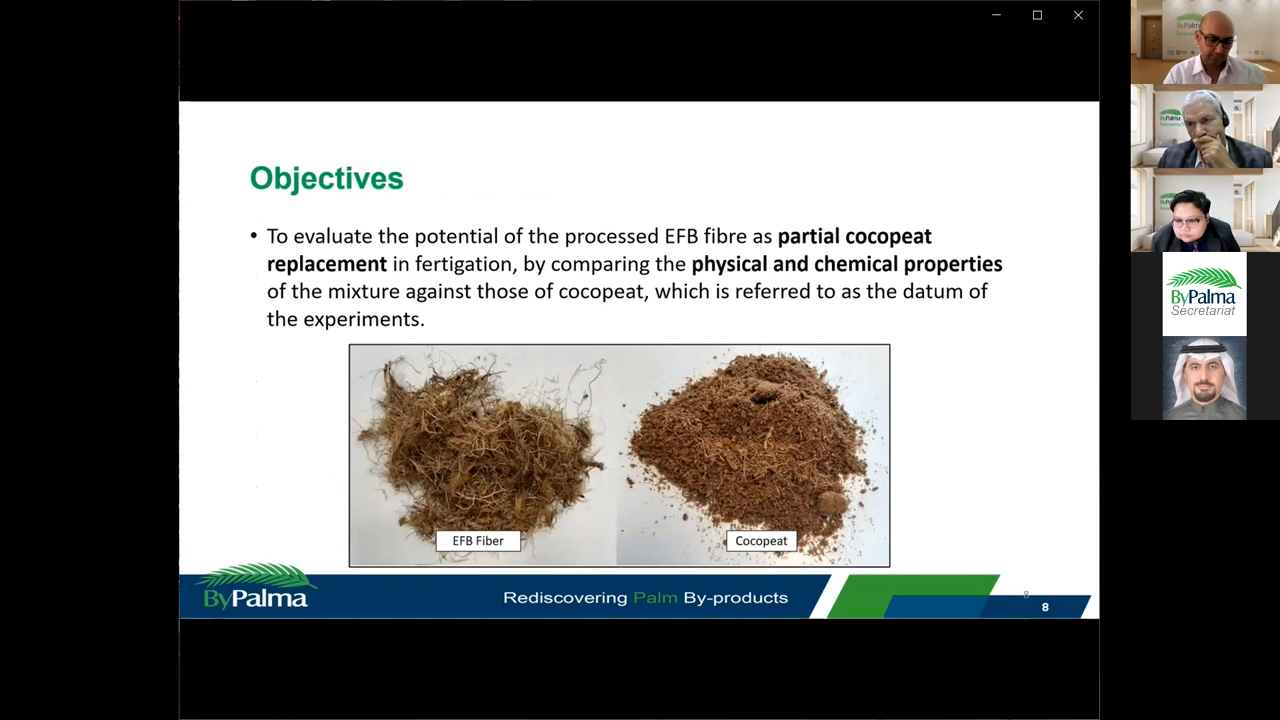 Objectives
• To evaluate the potential of the processed EFB fibre as partial cocopeat
replacement in fertigation, by comparing the physical and chemical properties
of the mixture against those of cocopeat, which is referred to as the datum of
the experiments.
EFB Fiber
Cocopeat
ByPalma
Rediscovering Palm By-products
8
8
ByPalma
ByPalma
ByPalma
Secretariat